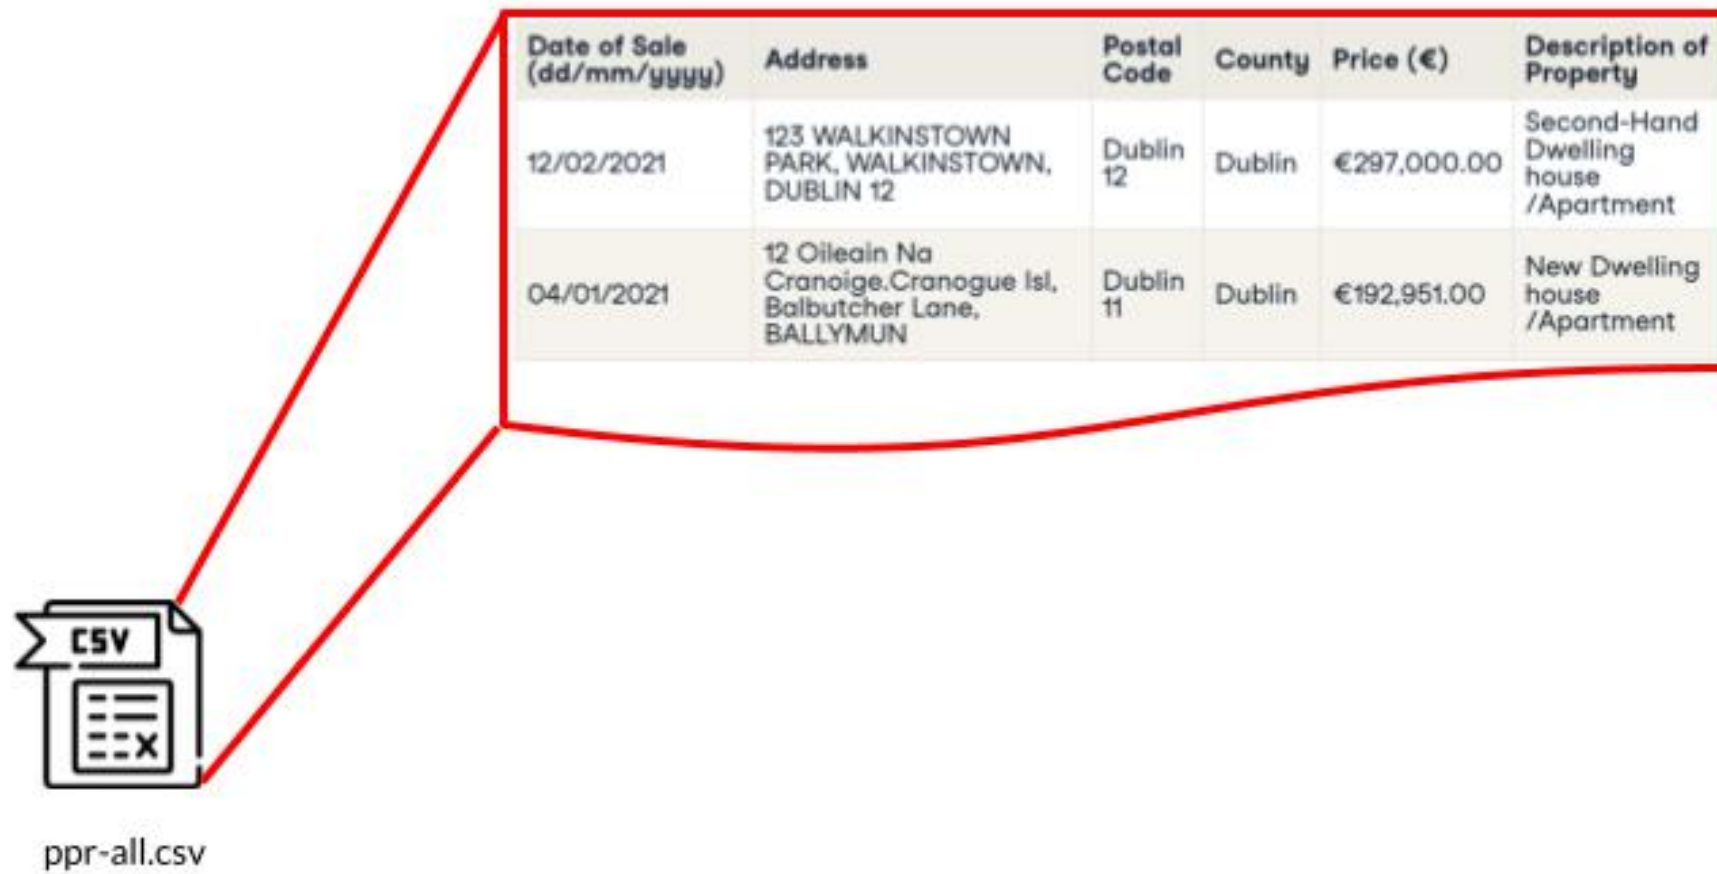 Date of Sale
(dd/mm/yyyy)
Address
Postal
Code
County
Price (€)
Description of
Property
12/02/2021
123 WALKINSTOWN
PARK, WALKINSTOWN,
DUBLIN 12
Dublin
12
Dublin
€297,000.00
Second-Hand
Dwelling
house
/Apartment
04/01/2021
12 Oileain Na
Cranoige.Cranogue Isl,
Balbutcher Lane,
BALLYMUN
Dublin
11
Dublin
€192,951.00
New Dwelling
house
/Apartment
CSV
ppr-all.csv